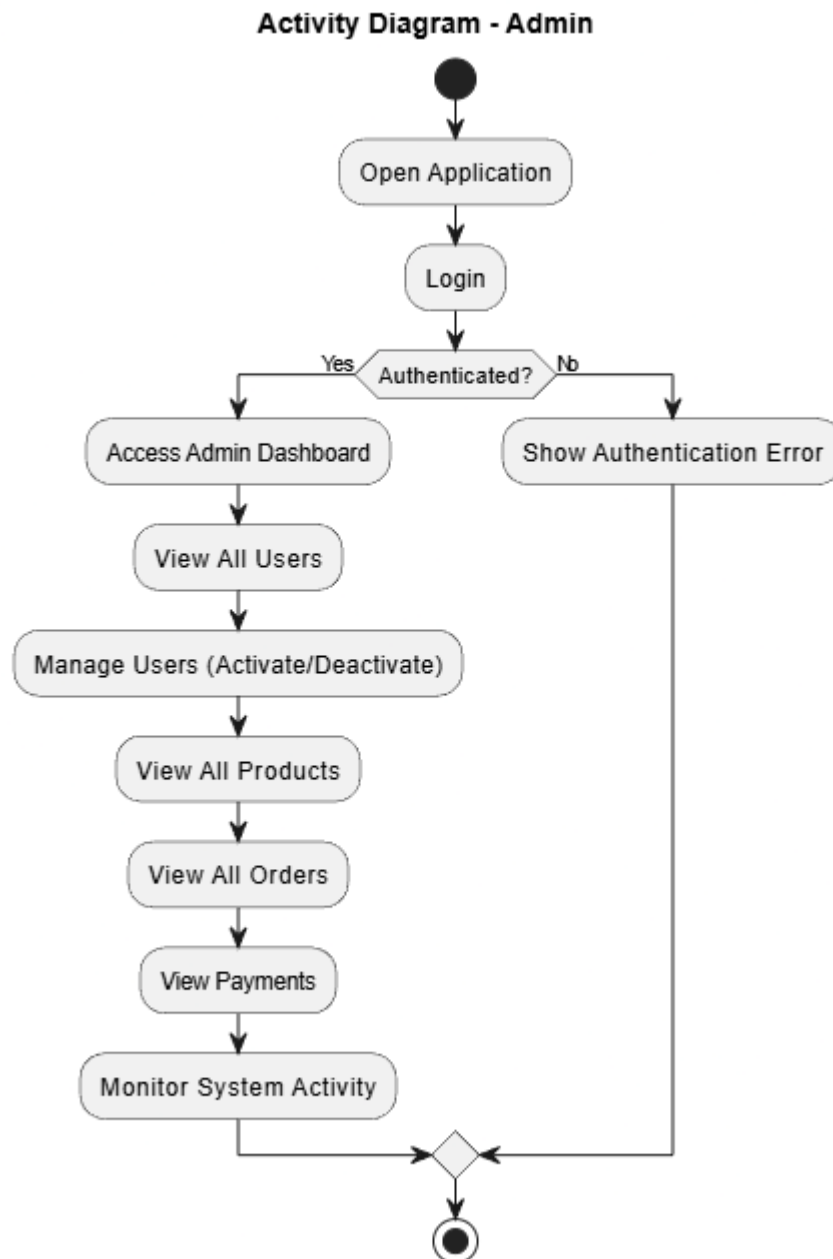 Activity Diagram - Admin
Open Application
Login
Yes
Authenticated?
No
Access Admin Dashboard
Show Authentication Error
View All Users
Manage Users (Activate/Deactivate)
View All Products
View All Orders
View Payments
Monitor System Activity